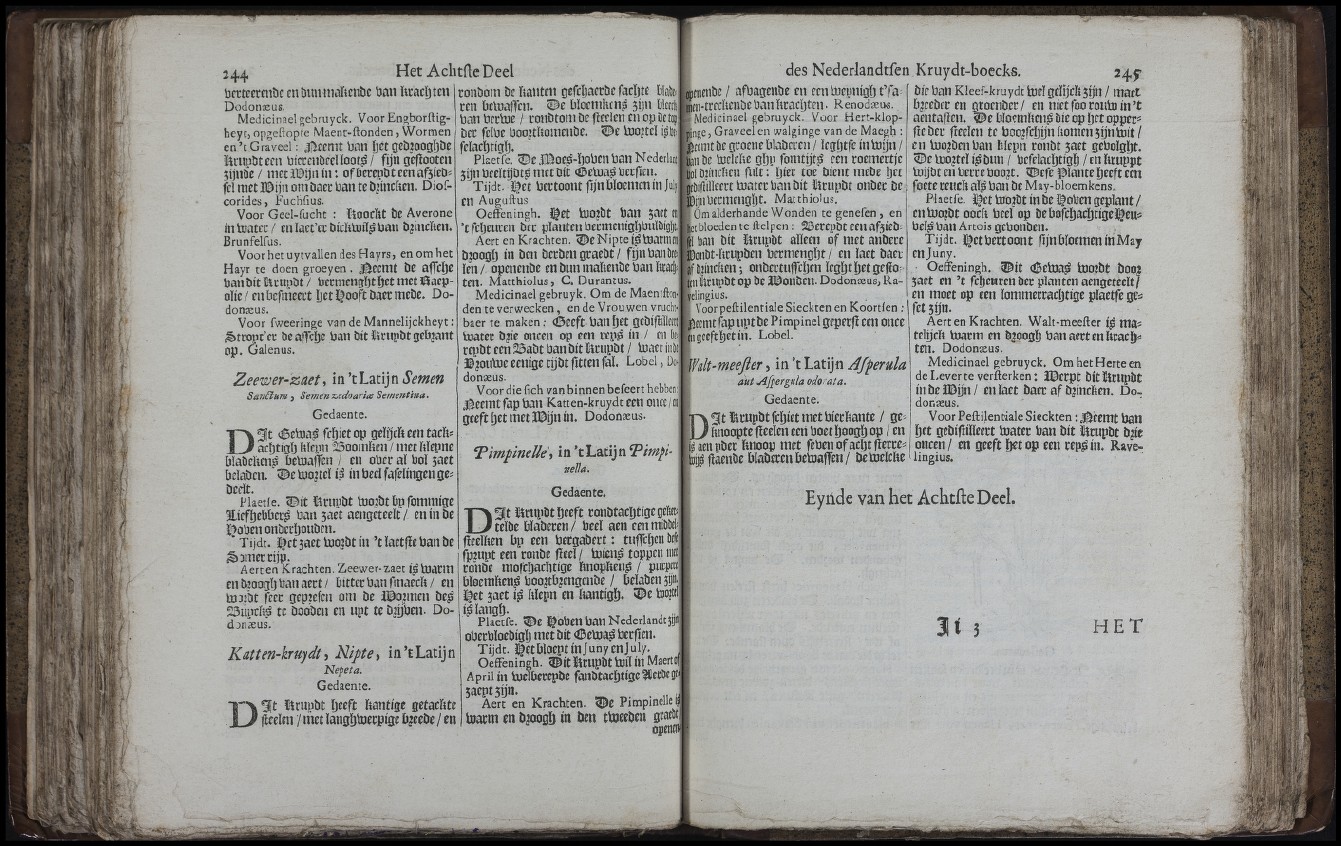 244
Het Achtste Deel
verteerende en dunmakende van krachten
Dodonæus.
Medicinael gebruyck. Voor Engborstig-
heyt, opgestopte Maent-stonden, Wormen
en 't Graveel: Neemt van het gedrooghde
kruydt een vierendeel loots / fijn gestooten
zijnde / met Wijn in: of bereydt een afzied-
sel met Wijn om daer van te drincken. Dios-
corides, Fuchsius.
Voor Geel-sucht: Koockt de Averone
in water / en laet'er dickwils van drincken.
Brunfelsus.
Voor het uytvallen des Hayrs, en om het
Hayr te doen groeyen. Neemt de assche
van dit kruydt / vermenght het met Raep-
olie / en besmeert het Hooft daer mede. Do-
donæus.
Voor sweeringe van de Mannelijckheyt:
Stroyt'er de assche van dit kruydt gebrant
op. Galenus.
Zeewer-zaet, in 't Latijn Semen
Sanctum, Semen zedoariæ Sementina.
Gedaente.
DIt Gewas schiet op gelijck een tack-
achtigh kleyn Boomken / met kleyne
bladekens bewassen / en over al vol zaet
beladen. De wortel is in veel faselingen ge-
deelt.
Plaetse. Dit kruydt wordt by sommige
Liefhebbers van zaet aengeteelt / en in de
Hoven onderhouden.
Tijdt. Het zaet wordt in 't laetste van de
Somer rijp.
Aert en Krachten. Zeewer-zaet is warm
en droogh van aert / bitter van smaeck / en
wordt seer gepresen om de Wormen des
Buycks te dooden en uyt te drijven. Do-
donæus.
Katten-kruydt, Nipte, in 't Latijn
Nepeta.
Gedaente.
DIt kruydt heeft kantige getackte
steelen / met langhwerpige breede / en
rondom de kanten geschaerde sachte blade-
ren bewassen. De bloemkens zijn bleeck
van verwe / rondtom de steelen en op de top
der selve voortkomende. De wortel is ve-
selachtigh.
Plaetse. De Moes-hoven van Nederlant
zijn veeltijdts met dit Gewas versien.
Tijdt. Het vertoont sijn bloemen in July
en Augustus
Oeffeningh. Het wordt van zaet en
't scheuren der planten vermenighvuldight.
Aert en Krachten. De Nipte is warm en
droogh in den derden graedt / fijn van dee-
len / openende en dun makende van krach-
ten. Matthiolus, C. Durantus.
Medicinael gebruyk. Om de Maenston-
den te verwecken, en de Vrouwen vrucht-
baer te maken: Geeft van het gedistilleert
water drie oncen op een reys in / en be-
reydt een Badt van dit kruydt / waer in de
Vrouwe eenige tijdt sitten sal. Lobel, Do-
donæus.
Voor die sich van binnen beseert hebben:
Neemt sap van Katten-kruydt een once / en
geeft het met Wijn in. Dodonæus.
Pimpinelle, in 't Latijn Pimpi-
nella.
Gedaente.
DIt kruydt heeft rondtachtige geker-
telde bladeren / veel aen een middel-
steelken by een vergadert: tusschen dese
spruyt een ronde steel / wiens toppen met
ronde moschachtige knopkens / purpere
bloemkens voortbrengende / beladen zijn.
Het zaet is kleyn en kantigh. De wortel
is langh.
Plaetse. De Hoven van Nederlandt zijn
overvloedigh met dit Gewas versien.
Tijdt. Het bloeyt in Juny en July.
Oeffeningh. Dit kruydt wil in Maert of
April in welbereyde sandtachtige Aerde ge-
zaeyt zijn.
Aert en Krachten. De Pimpinelle is
warm en droogh in den tweeden graedt
openen-
des Nederlandtsen Kruydt-boecks.
245
openende / afvagende en een weynigh t'sa-
men-treckende van krachten. Renodæus.
Medicinael gebruyck. Voor Hert-klop-
pinge, Graveel en walginge van de Maegh:
Neemt de groene bladeren / leghtse in wijn /
van de welcke ghy somtijts een roemertje
vol drincken sult: hier toe dient mede het
gedistilleert water van dit kruydt onder de
Wijn vermenght. Matthiolus.
Om alderhande Wonden te genesen, en
het bloeden te stelpen: Bereydt een afzied-
sel van dit kruydt alleen of met andere
Wondt-kruyden vermenght / en laet daer
af drincken; ondertusschen leght het gesto-
ten kruydt op de Wonden. Dodonæus, Ra-
velingius.
Voor pestilentiale Sieckten en Koortsen:
Neemt sap uyt de Pimpinel geperst een once
en geeft het in. Lobel.
Walt-meester, in 't Latijn Asperula
aut Aspergula odorata.
Gedaente.
DIt kruydt schiet met vierkante / ge-
knoopte steelen een voet hoogh op / en
is aen yder knoop met seven of acht sterre-
wijs staende bladeren bewassen / de welcke
die van Kleef-kruydt wel gelijck zijn / maer
breeder en groender / en niet soo rouw in 't
aentasten. De bloemkens die op het opper-
ste der steelen te voorschijn komen zijn wit /
en worden van kleyn rondt zaet gevolght.
De wortel is dun / veselachtigh / en kruypt
wijdt en verre voort. Dese Plante heeft een
soete reuck als van de May-bloemkens.
Plaetse. Het wordt in de Hoven geplant /
en wordt oock veel op de boschachtige Heu-
vels van Artois gevonden.
Tijdt. Het vertoont sijn bloemen in May
en Juny.
Oeffeningh. Dit Gewas wordt door
zaet en 't scheuren der planten aengeteelt /
en moet op een lommerachtige plaetse ge-
set zijn.
Aert en Krachten. Walt-meester is ma-
telijck warm en droogh van aert en krach-
ten. Dodonæus.
Medicinael gebruyck. Om het Herte en
de Lever te versterken: Werpt dit kruydt
in de Wijn / en laet daer af drincken. Do-
donæus.
Voor Pestilentiale Sieckten: Neemt van
het gedistilleert water van dit kruydt drie
oncen / en geeft het op een reys in. Rave-
lingius.
Eynde van het Achtste Deel.
Ii 3
HET